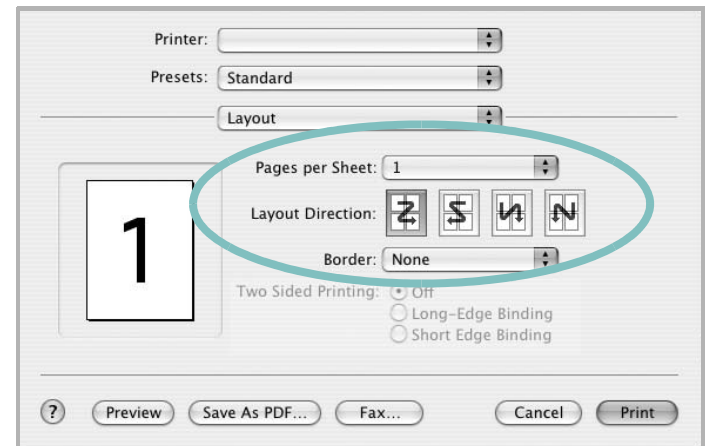 Printer:
Presets: Standard
Layout
Pages per Sheet: 1
Layout Direction:
1
Border: None
Two Sided Printing: Off
Long-Edge Binding
Short Edge Binding
? Preview Save As PDF... Fax... Cancel Print